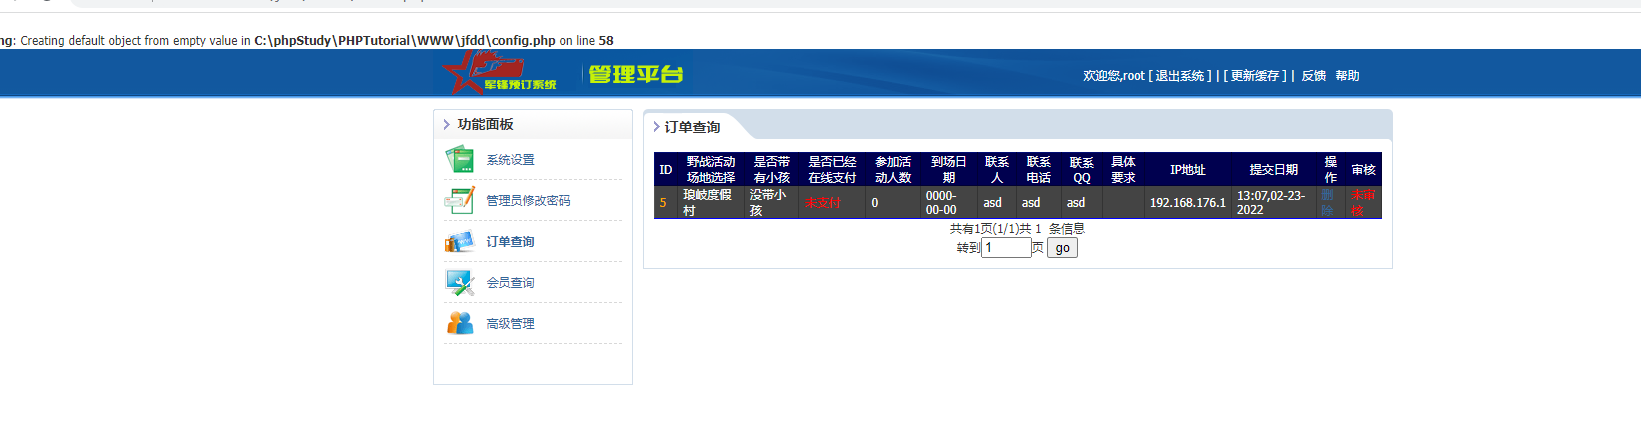 ng: Creating default object from empty value in C:\phpStudy\PHPTutorial\WWW\jfdd\config.php on line 58
军锋预订系统 管理平台 欢迎您,root [ 退出系统 ] | [ 更新缓存 ] | 反馈 帮助
功能面板
系统设置
管理员修改密码
订单查询
会员查询
高级管理
订单查询
ID 野战活动场地选择 是否带有小孩 是否已经在线支付 参加活动人数 到场日期 联系人 联系电话 联系QQ 具体要求 IP地址 提交日期 操作 审核
5 琅岐度假村 没带小孩 未支付 0 0000-00-00 asd asd asd 192.168.176.1 13:07,02-23-2022 删除 未审核
共有1页(1/1)共 1 条信息
转到 1 页 go